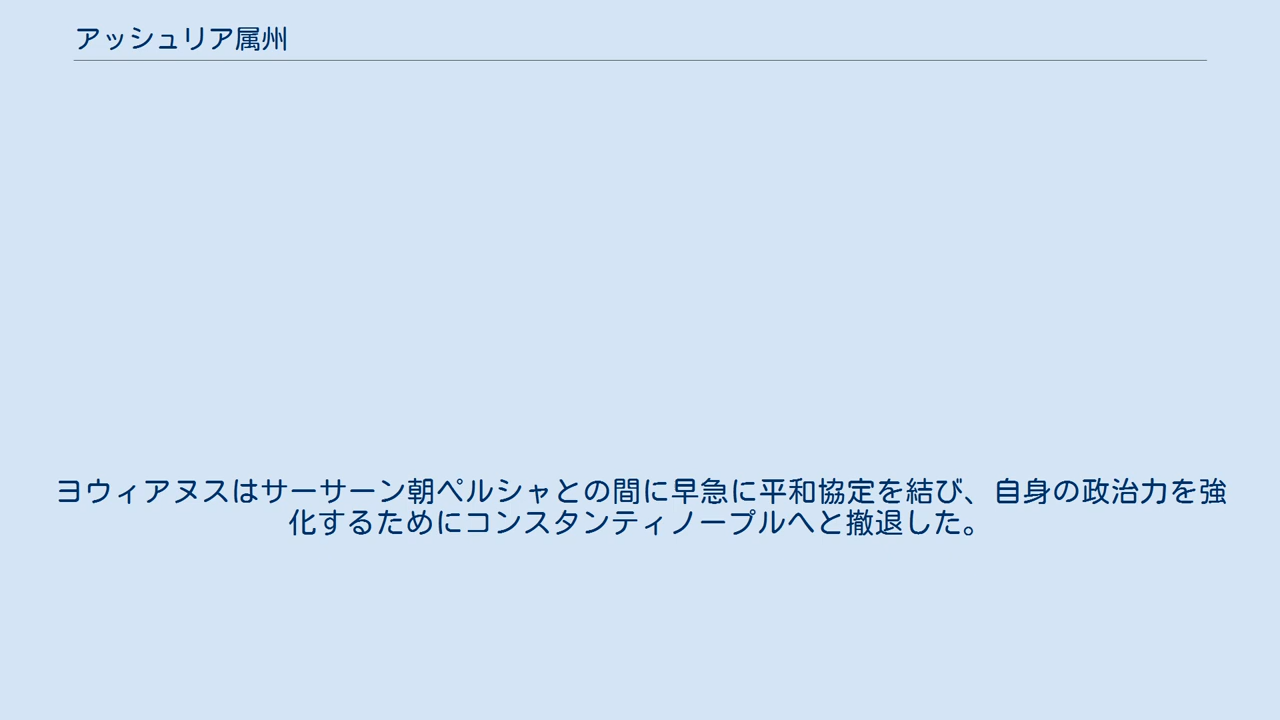 アッシュリア属州
ヨウィアヌスはサーサーン朝ペルシャとの間に早急に平和協定を結び、自身の政治力を強
化するためにコンスタンティノープルへと撤退した。